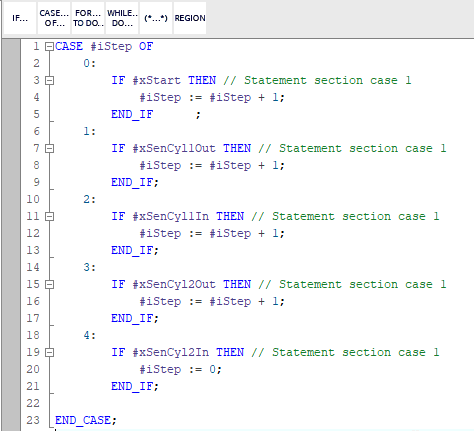 IF... CASE... OF... FOR... TO DO.. WHILE.. DO... (*...*) REGION
1 CASE #iStep OF
2 0:
3 IF #xStart THEN // Statement section case 1
4 #iStep := #iStep + 1;
5 END_IF ;
6 1:
7 IF #xSenCyl1Out THEN // Statement section case 1
8 #iStep := #iStep + 1;
9 END_IF;
10 2:
11 IF #xSenCyl1In THEN // Statement section case 1
12 #iStep := #iStep + 1;
13 END_IF;
14 3:
15 IF #xSenCyl2Out THEN // Statement section case 1
16 #iStep := #iStep + 1;
17 END_IF;
18 4:
19 IF #xSenCyl2In THEN // Statement section case 1
20 #iStep := 0;
21 END_IF;
22
23 END_CASE;